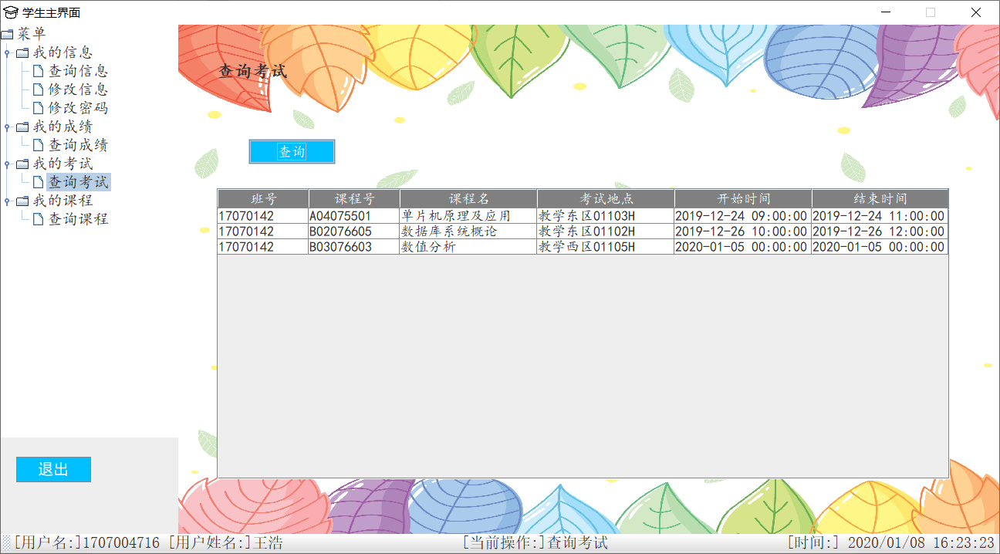 学生主界面
菜单
我的信息
查询信息
修改信息
修改密码
我的成绩
查询成绩
我的考试
查询考试
我的课程
查询课程
退出
查询考试
查询
班号 课程号 课程名 考试地点 开始时间 结束时间
17070142 A04075501 单片机原理及应用 教学东区01103H 2019-12-24 09:00:00 2019-12-24 11:00:00
17070142 B02076605 数据库系统概论 教学东区01102H 2019-12-26 10:00:00 2019-12-26 12:00:00
17070142 B03076603 数值分析 教学西区01105H 2020-01-05 00:00:00 2020-01-05 00:00:00
[用户名:]1707004716 [用户姓名:]王浩 [当前操作:]查询考试 [时间:] 2020/01/08 16:23:23